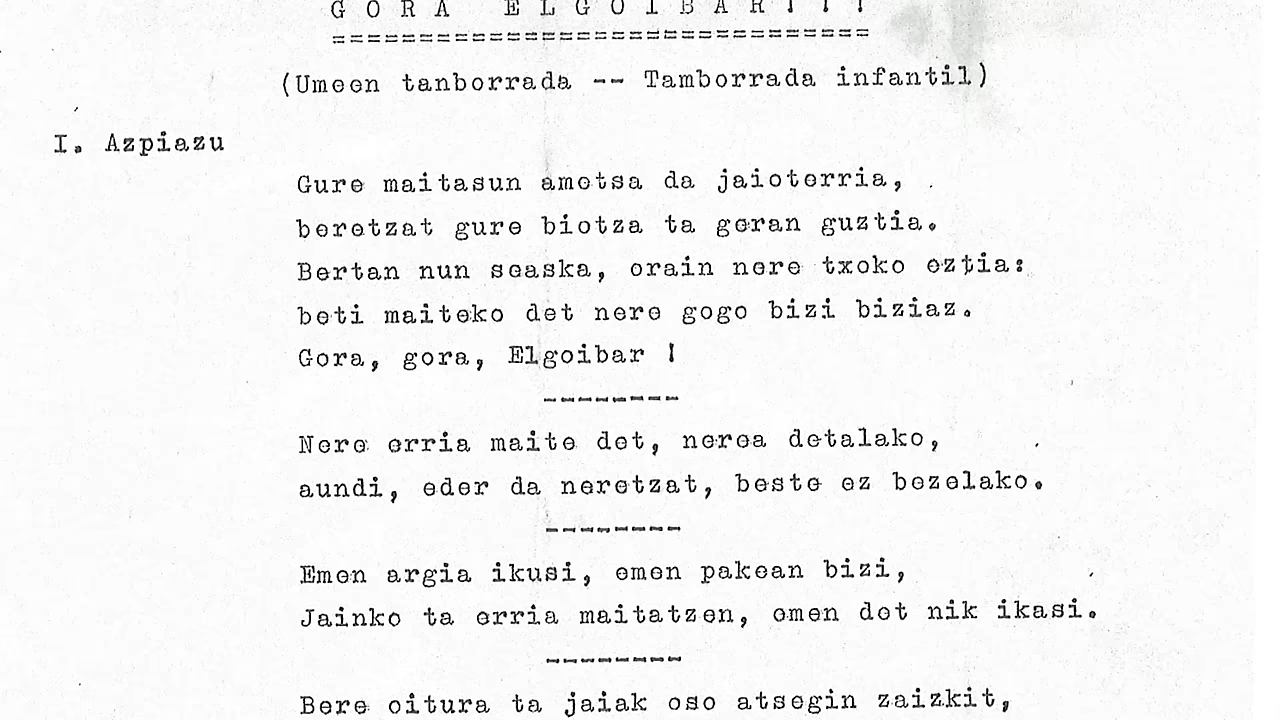 GORA ELGOIBAR!!!
===============================
(Umeen tanborrada -- Tamborrada infantil)
I. Azpiazu
Gure maitasun ametsa da jaioterria,
beretzat gure biotza ta geran guztia.
Bertan nun seaska, orain nere txoko eztia:
beti maiteko det nere gogo bizi biziaz.
Gora, gora, Elgoibar !
--------
Nere erria maite det, nerea detalako,
aundi, eder da neretzat, beste ez bezelako.
--------
Emen argia ikusi, emen pakean bizi,
Jainko ta erria maitatzen, emen det nik ikasi.
--------
Bere oitura ta jaiak oso atsegin zaizkit,